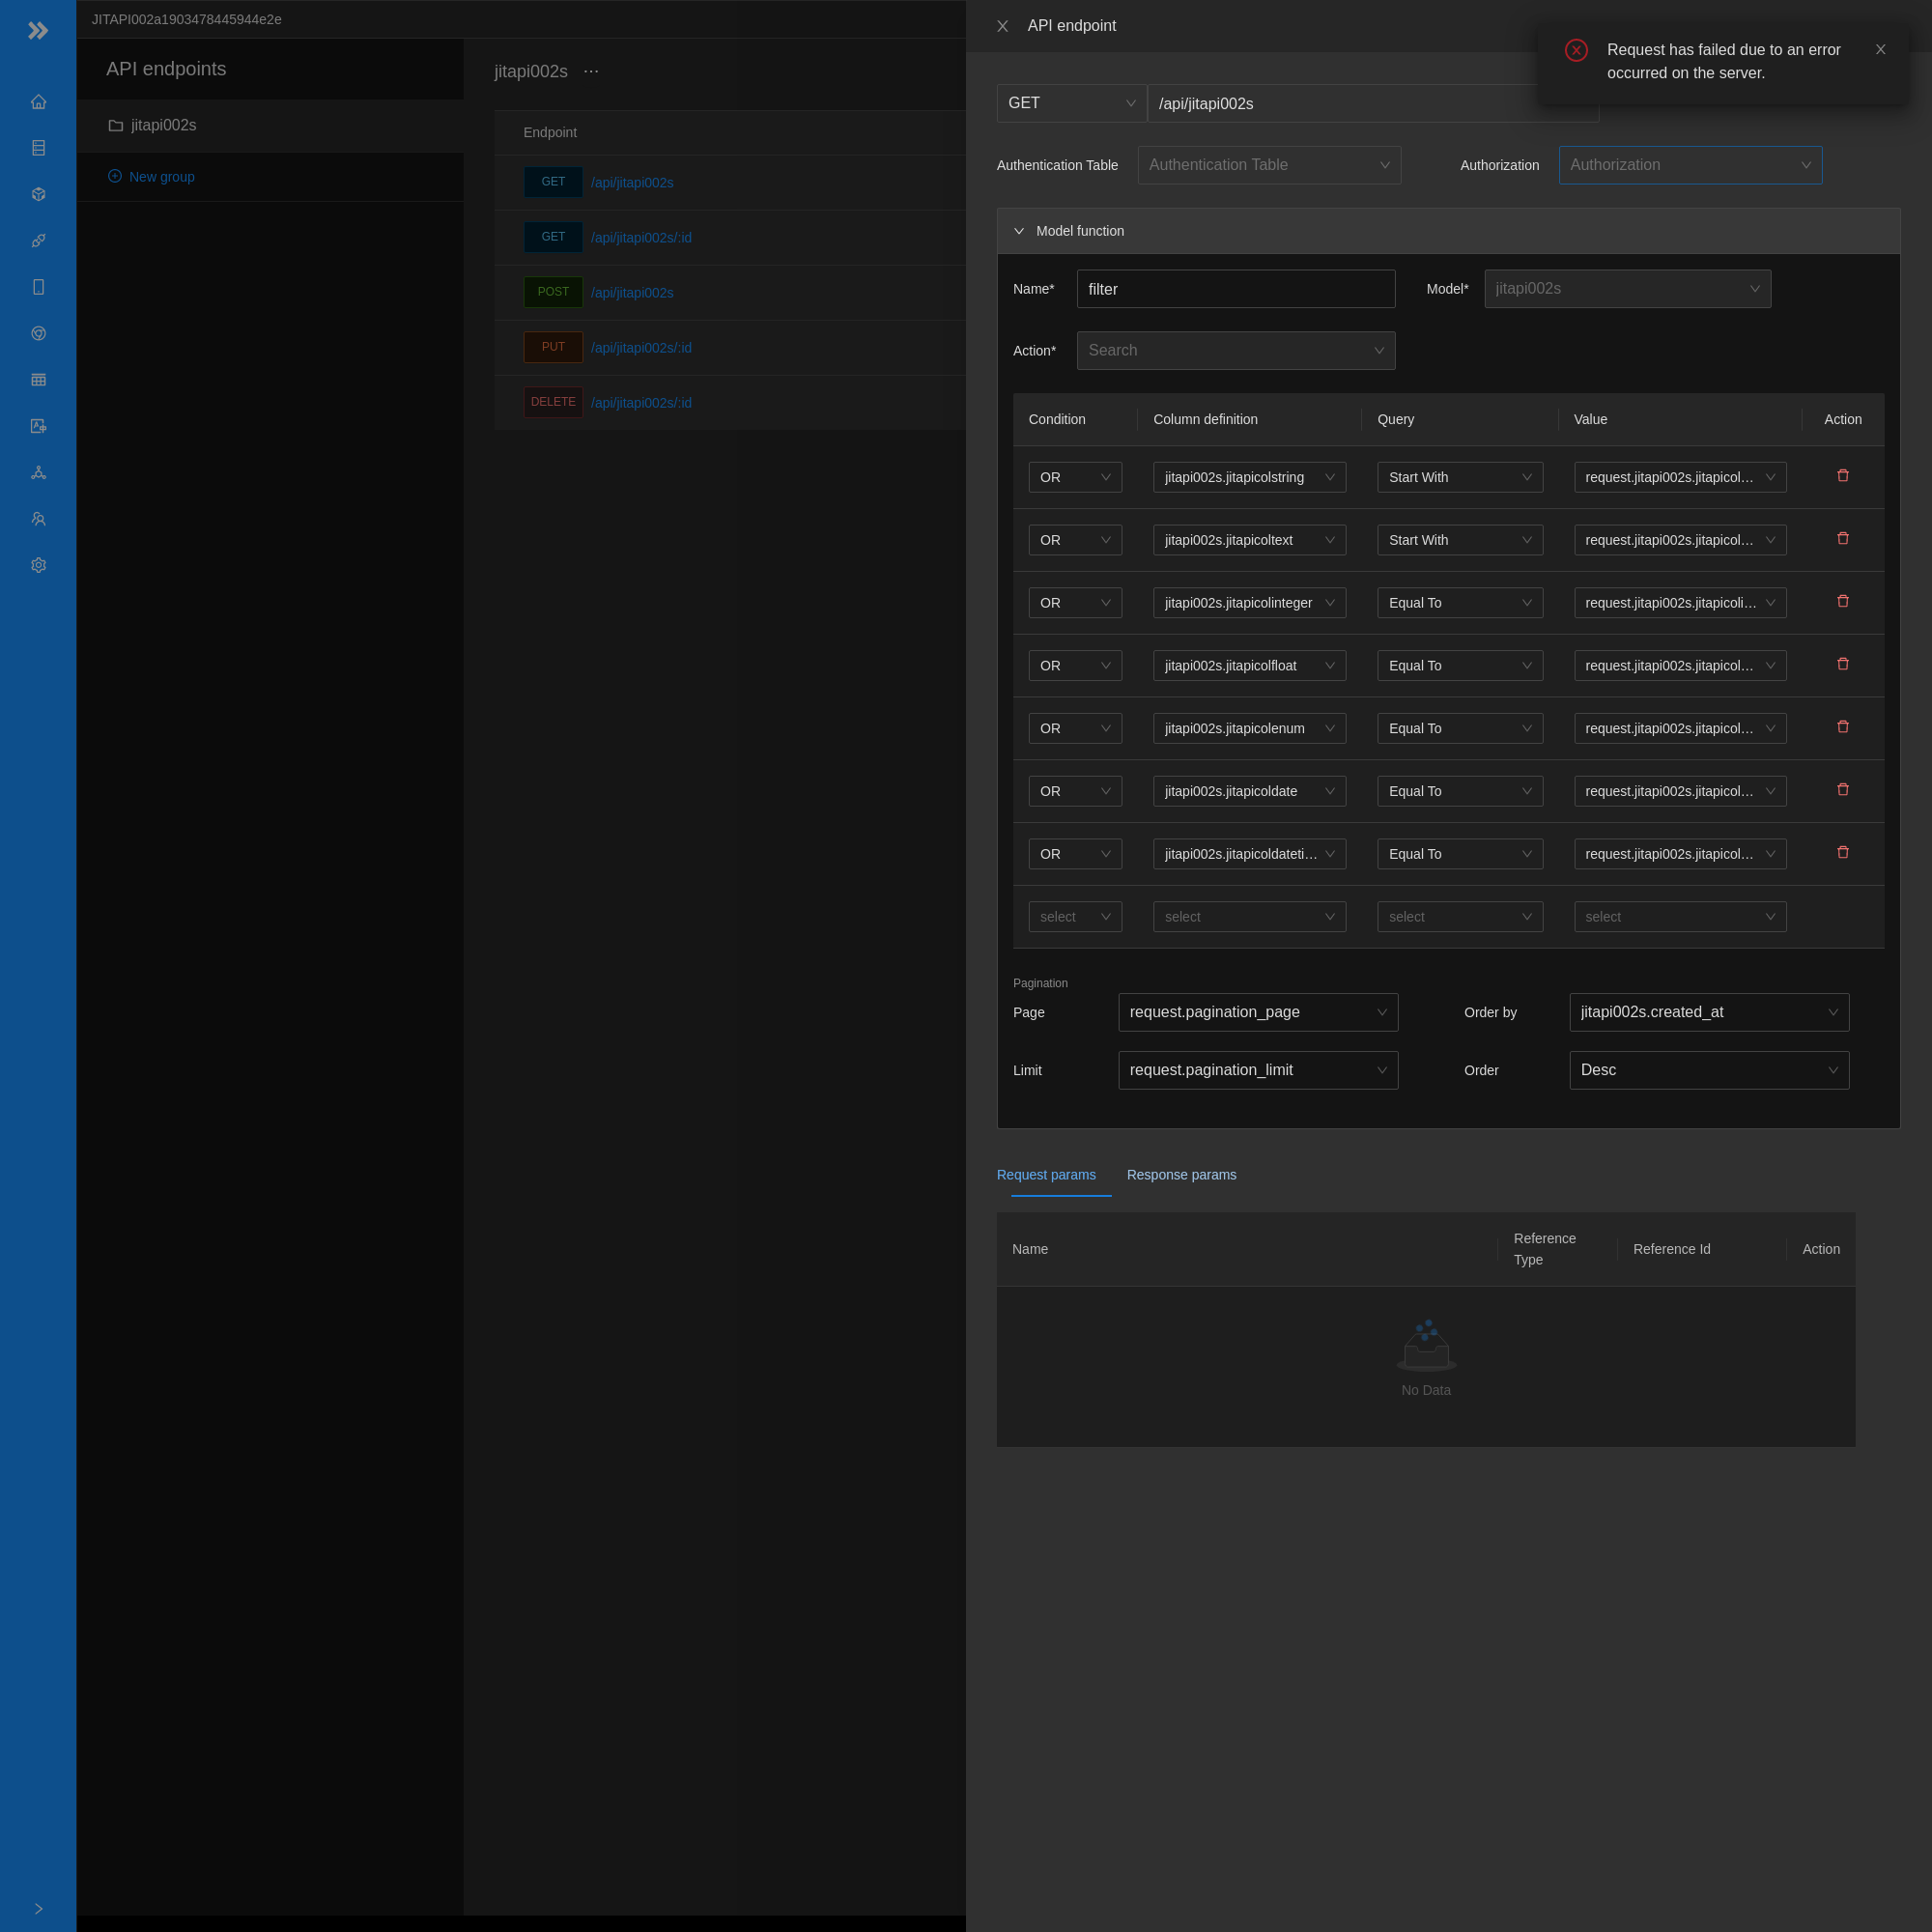 JITAPI002a1903478445944e2e
API endpoints
jitapi002s
New group
jitapi002s ···
Endpoint
GET /api/jitapi002s
GET /api/jitapi002s/:id
POST /api/jitapi002s
PUT /api/jitapi002s/:id
DELETE /api/jitapi002s/:id
API endpoint
Request has failed due to an error
occurred on the server.
GET /api/jitapi002s
Authentication Table Authentication Table Authorization Authorization
Model function
Name* filter Model* jitapi002s
Action* Search
Condition Column definition Query Value Action
OR jitapi002s.jitapicolstring Start With request.jitapi002s.jitapicol…
OR jitapi002s.jitapicoltext Start With request.jitapi002s.jitapicol…
OR jitapi002s.jitapicolinteger Equal To request.jitapi002s.jitapicoli…
OR jitapi002s.jitapicolfloat Equal To request.jitapi002s.jitapicol…
OR jitapi002s.jitapicolenum Equal To request.jitapi002s.jitapicol…
OR jitapi002s.jitapicoldate Equal To request.jitapi002s.jitapicol…
OR jitapi002s.jitapicoldateti… Equal To request.jitapi002s.jitapicol…
select select select select
Pagination
Page request.pagination_page Order by jitapi002s.created_at
Limit request.pagination_limit Order Desc
Request params Response params
Name Reference Type Reference Id Action
No Data